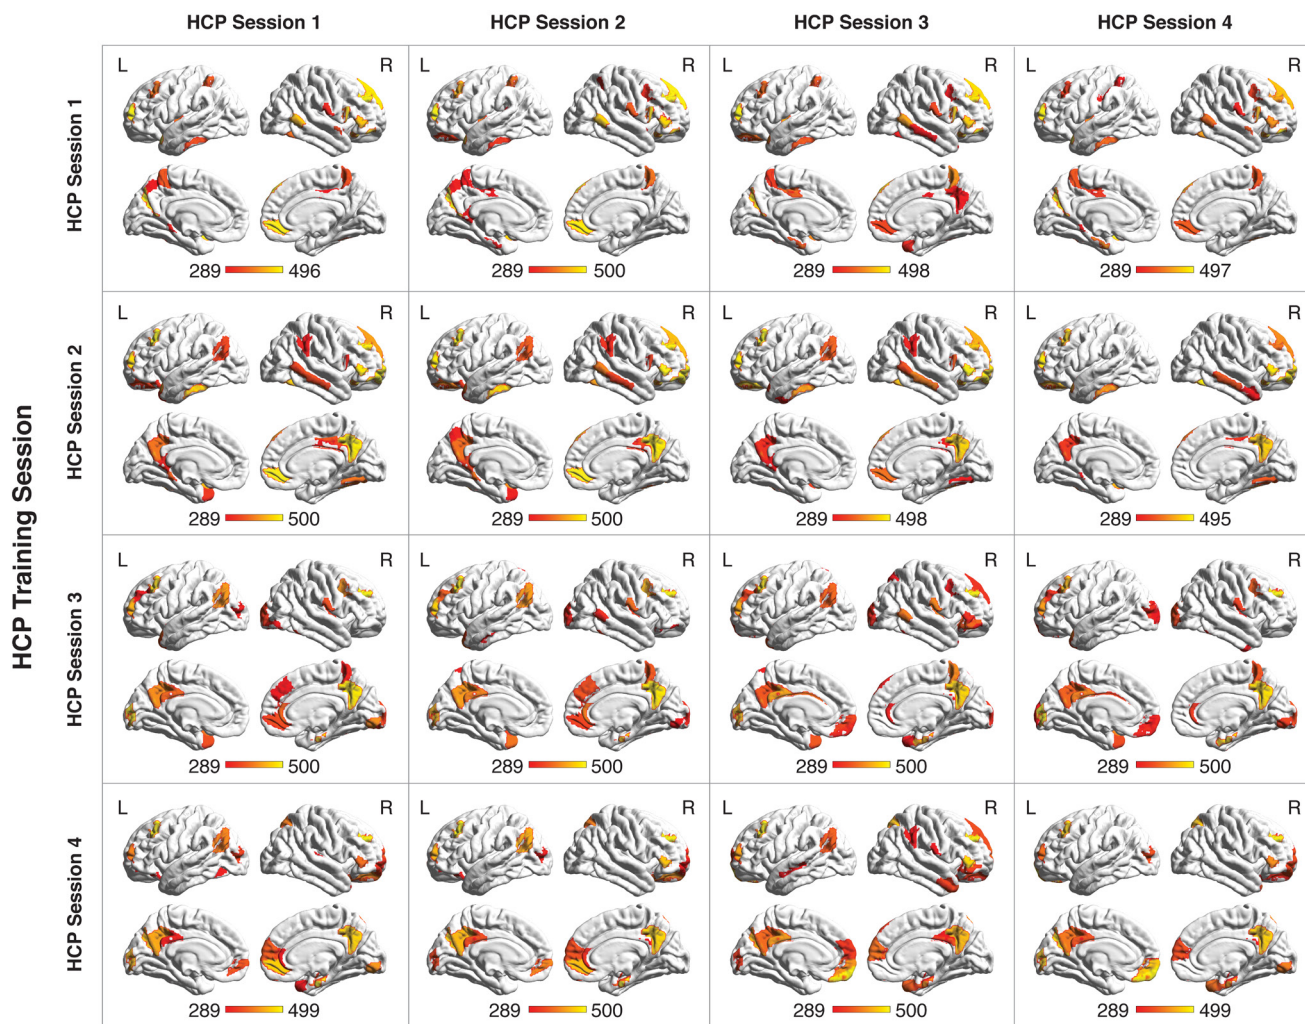 HCP Session 1 HCP Session 2 HCP Session 3 HCP Session 4
HCP Training Session
HCP Session 1
L R L R L R L R
289 496 289 500 289 498 289 497
HCP Session 2
L R L R L R L R
289 500 289 500 289 498 289 495
HCP Session 3
L R L R L R L R
289 500 289 500 289 500 289 500
HCP Session 4
L R L R L R L R
289 499 289 500 289 500 289 499